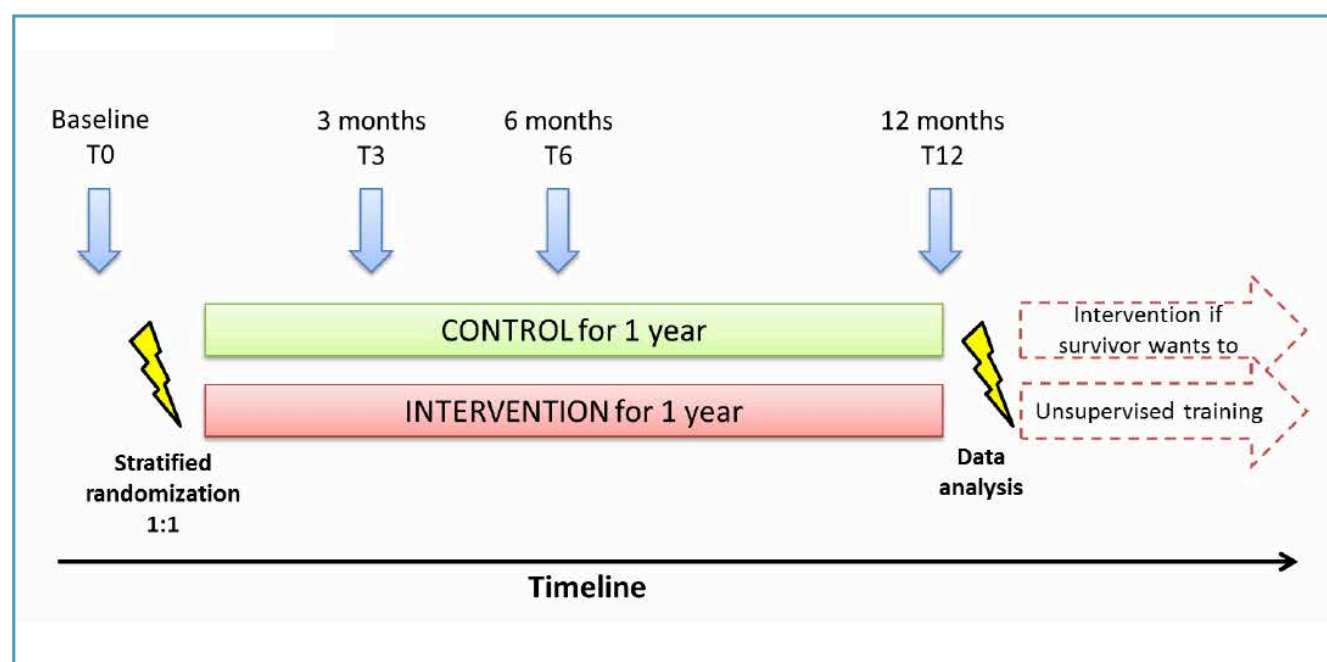 Baseline
T0
3 months
T3
6 months
T6
12 months
T12
CONTROL for 1 year
INTERVENTION for 1 year
Intervention if
survivor wants to
Unsupervised training
Stratified
randomization
1:1
Data
analysis
Timeline